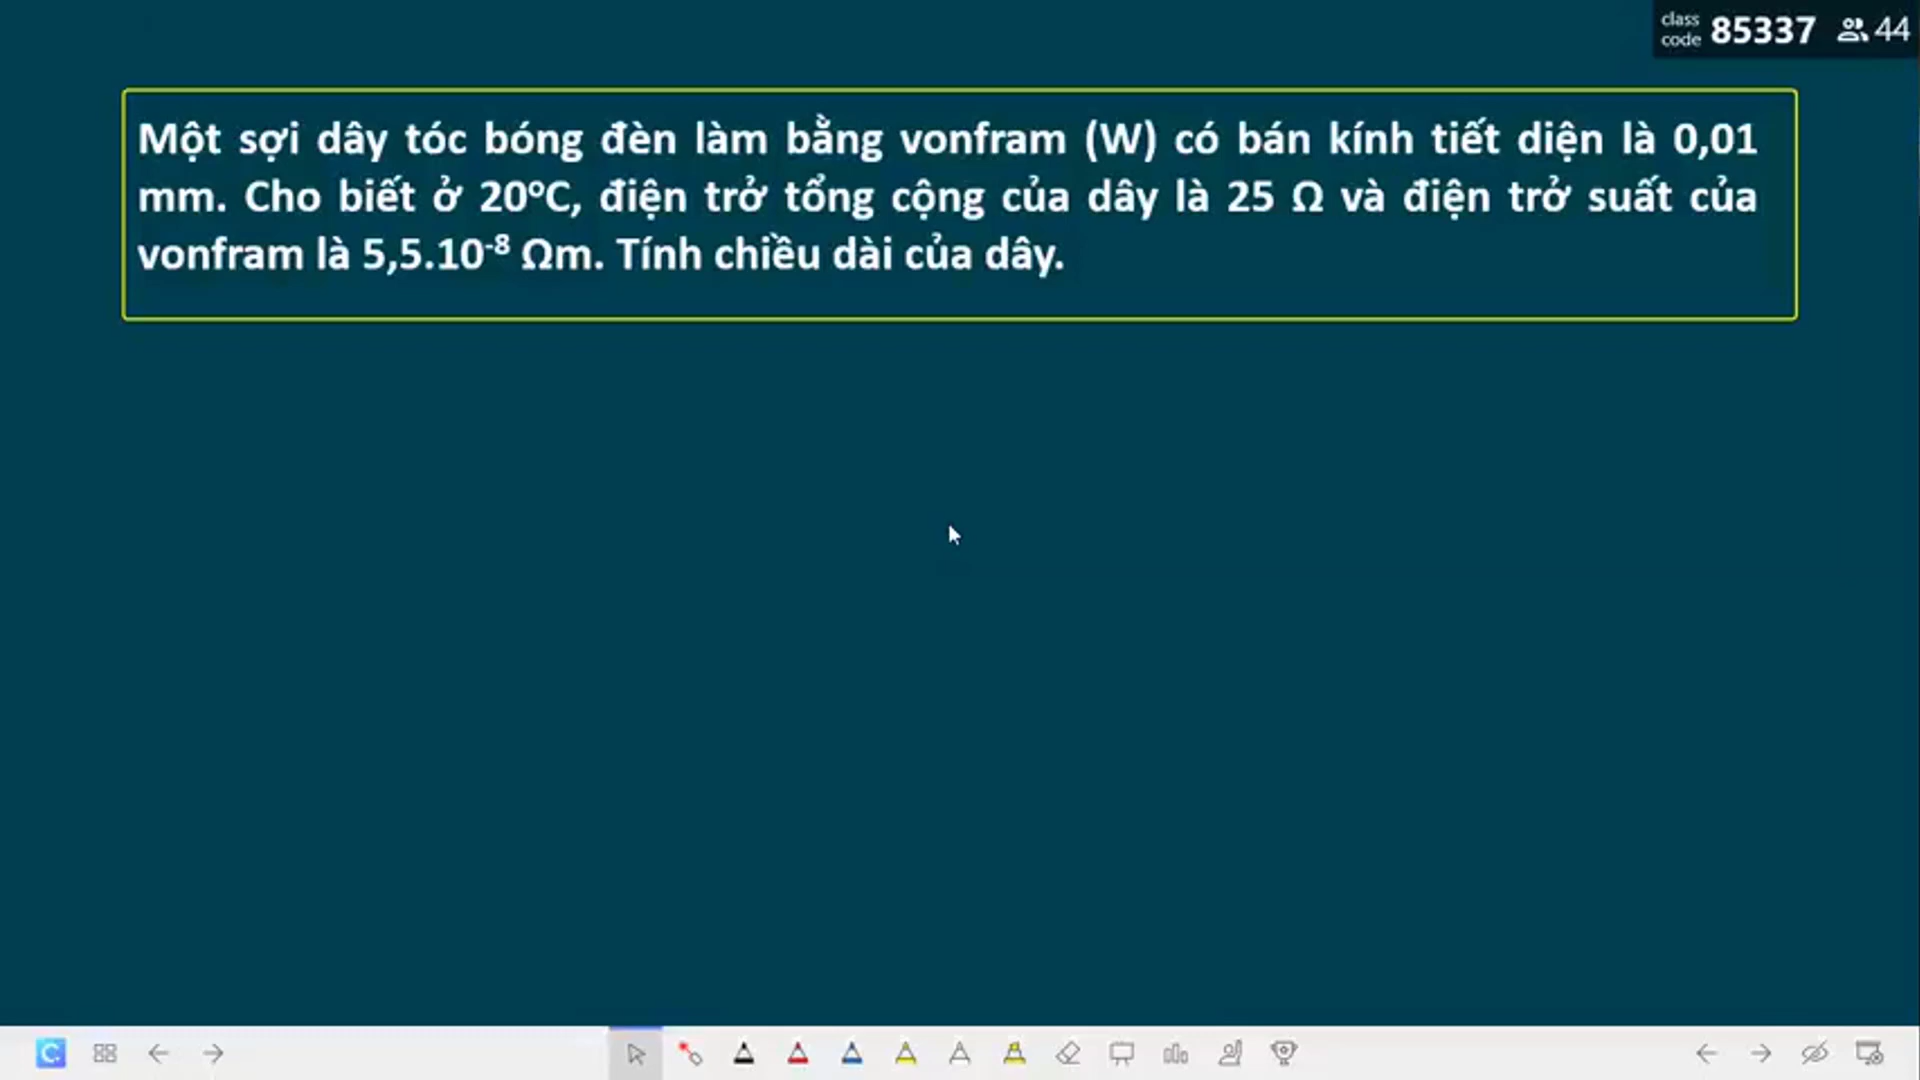 class code 85337 44
Một sợi dây tóc bóng đèn làm bằng vonfram (W) có bán kính tiết diện là 0,01
mm. Cho biết ở 20°C, điện trở tổng cộng của dây là 25 Ω và điện trở suất của
vonfram là 5,5.10⁻⁸ Ωm. Tính chiều dài của dây.